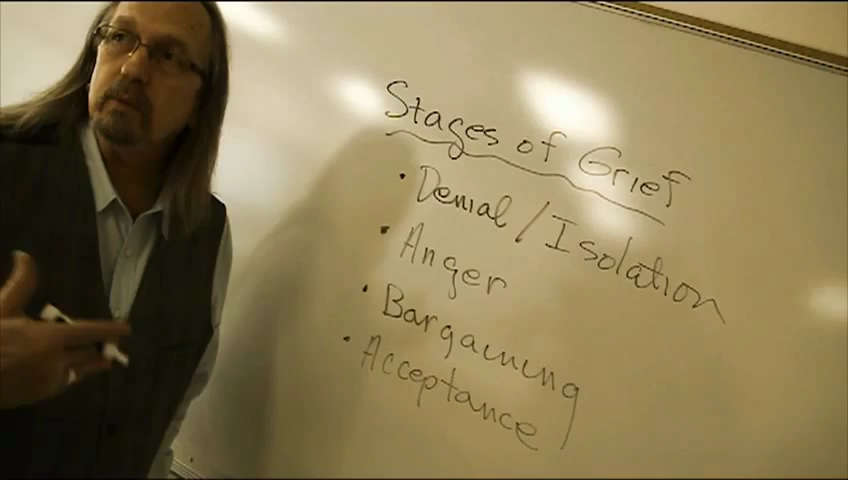 Stages of Grief
• Denial / Isolation
• Anger
• Bargaining
• Acceptance